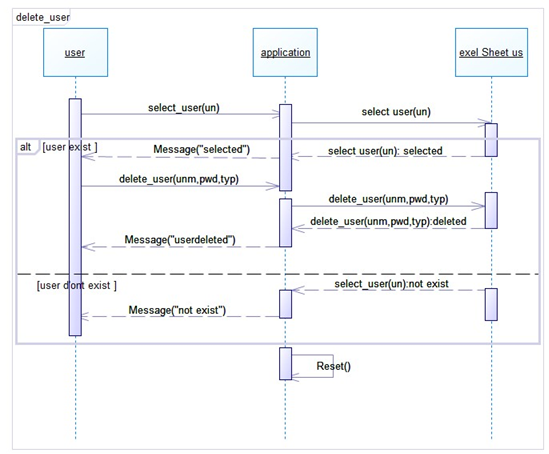 delete_user
user
application
exel Sheet us
select_user(un)
select user(un)
alt
[user exist ]
Message("selected")
select user(un): selected
delete_user(unm,pwd,typ)
delete_user(unm,pwd,typ)
delete_user(unm,pwd,typ):deleted
Message("userdeleted")
[user dont exist ]
select_user(un):not exist
Message("not exist")
Reset()